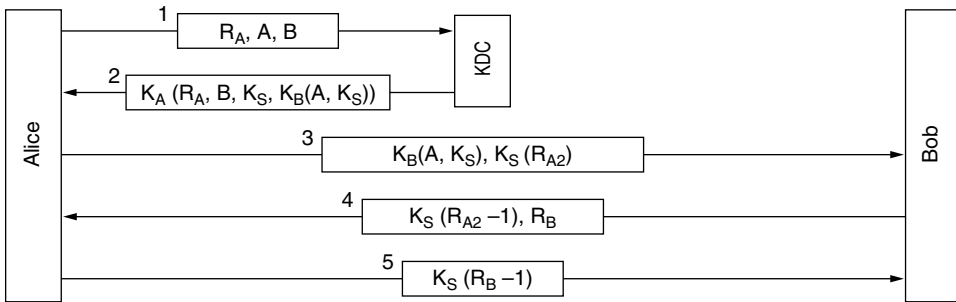 1
R_A, A, B
KDC
2
K_A (R_A, B, K_S, K_B(A, K_S))
Alice
3
K_B(A, K_S), K_S (R_A2)
Bob
4
K_S (R_A2 –1), R_B
5
K_S (R_B –1)